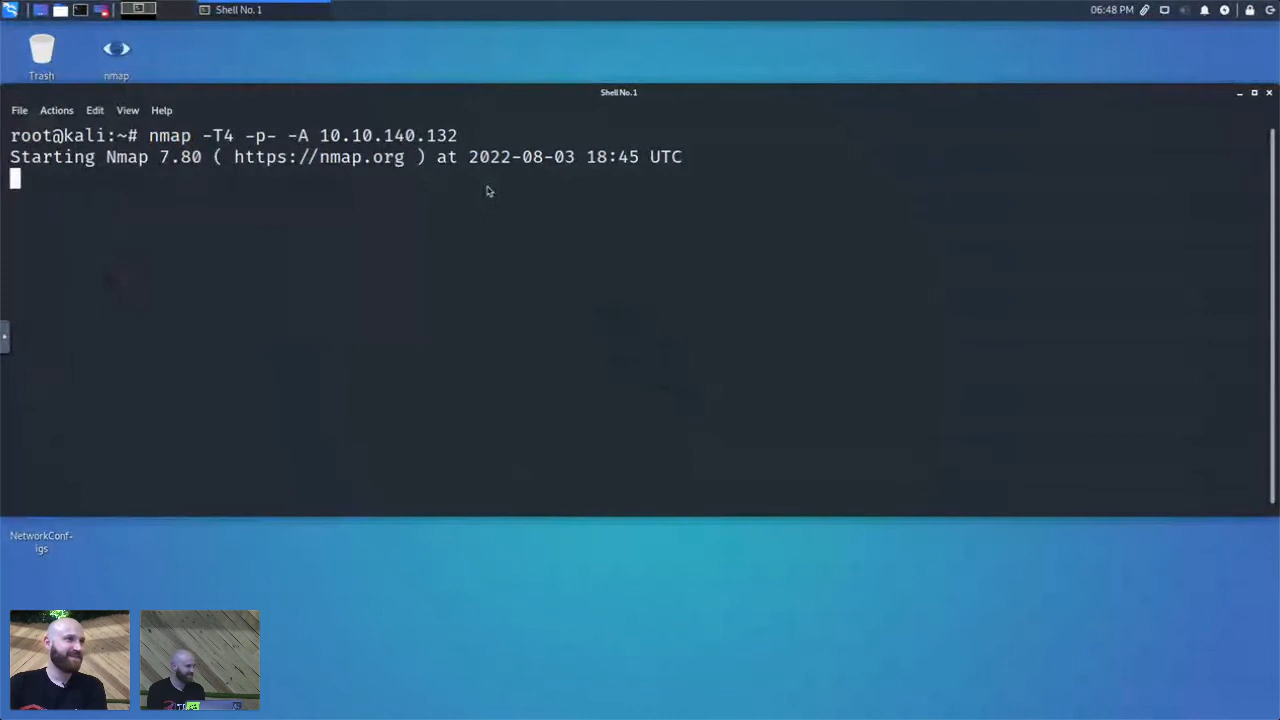 Shell No. 1
06:48 PM
Trash
nmap
Shell No.1
File Actions Edit View Help
root@kali:~# nmap -T4 -p- -A 10.10.140.132
Starting Nmap 7.80 ( https://nmap.org ) at 2022-08-03 18:45 UTC
NetworkConf-
igs